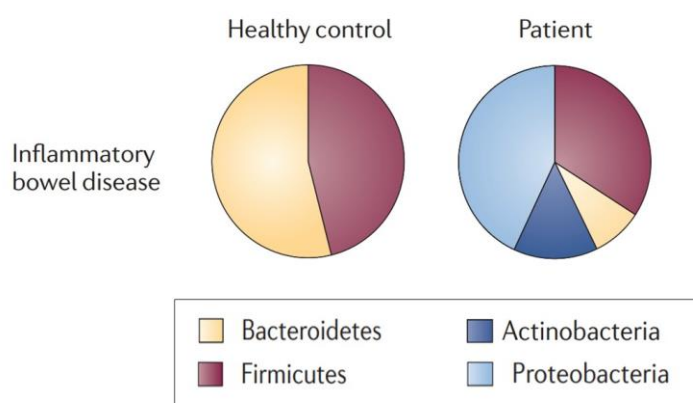 Healthy control
Patient
Inflammatory
bowel disease
Bacteroidetes
Actinobacteria
Firmicutes
Proteobacteria